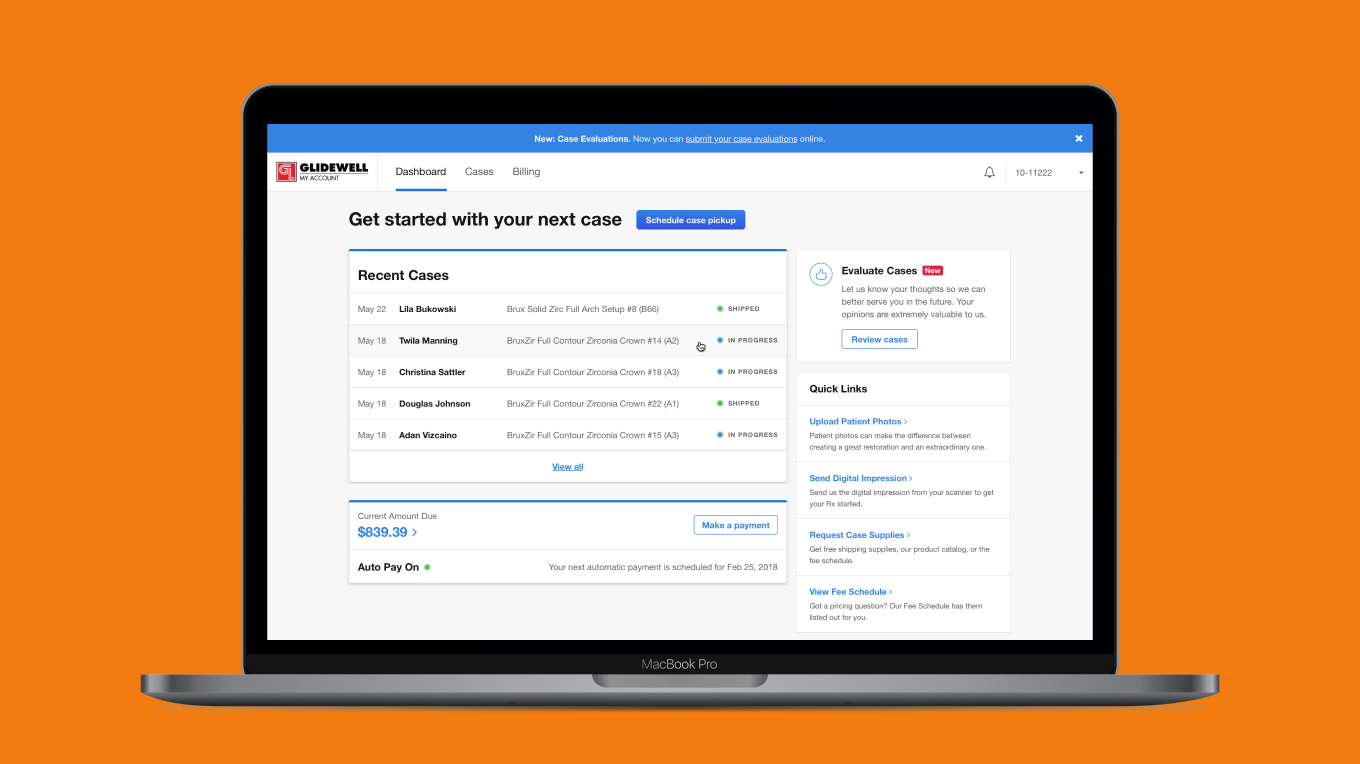 New: Case Evaluations. Now you can submit your case evaluations online.
GLIDEWELL
MY ACCOUNT
Dashboard
Cases
Billing
10-11222
Get started with your next case
Schedule case pickup
Recent Cases
May 22 Lila Bukowski Brux Solid Zirc Full Arch Setup #8 (B66) SHIPPED
May 18 Twila Manning BruxZir Full Contour Zirconia Crown #14 (A2) IN PROGRESS
May 18 Christina Sattler BruxZir Full Contour Zirconia Crown #18 (A3) IN PROGRESS
May 18 Douglas Johnson BruxZir Full Contour Zirconia Crown #22 (A1) SHIPPED
May 18 Adan Vizcaino BruxZir Full Contour Zirconia Crown #15 (A3) IN PROGRESS
View all
Current Amount Due
$839.39 >
Make a payment
Auto Pay On
Your next automatic payment is scheduled for Feb 25, 2018
Evaluate Cases New
Let us know your thoughts so we can
better serve you in the future. Your
opinions are extremely valuable to us.
Review cases
Quick Links
Upload Patient Photos >
Patient photos can make the difference between
creating a great restoration and an extraordinary one.
Send Digital Impression >
Send us the digital impression from your scanner to get
your Rx started.
Request Case Supplies >
Get free shipping supplies, our product catalog, or the
fee schedule.
View Fee Schedule >
Got a pricing question? Our Fee Schedule has them
listed out for you.
MacBook Pro